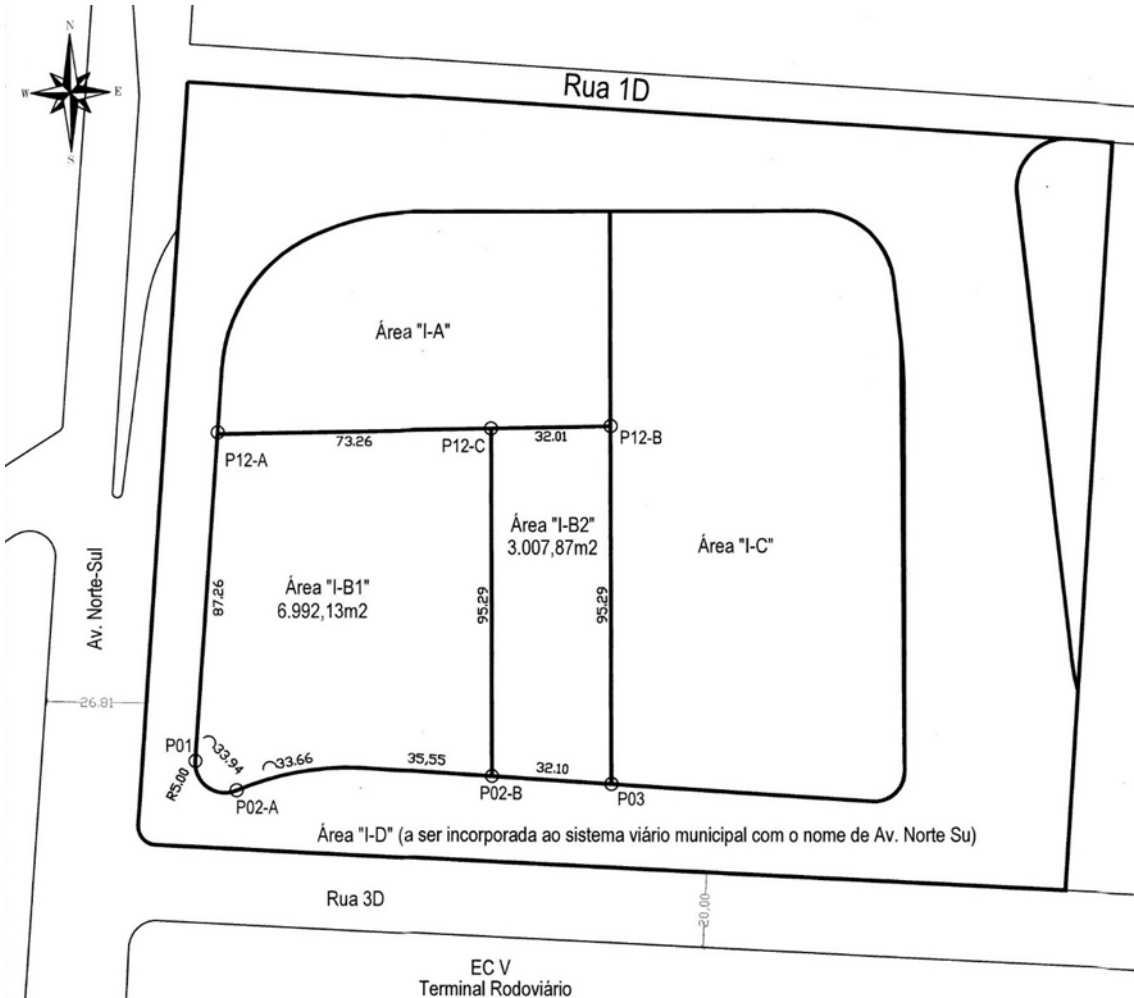 N
W
E
S
Rua 1D
Área "I-A"
73.26
32.01
P12-A
P12-C
P12-B
Área "I-B2"
3.007,87m2
Área "I-C"
Área "I-B1"
6.992,13m2
87.26
95.29
95.29
Av. Norte-Sul
26.81
P01
33.94
33.66
35,55
32.10
R5.00
P02-A
P02-B
P03
Área "I-D" (a ser incorporada ao sistema viário municipal com o nome de Av. Norte Su)
Rua 3D
20,00
EC V
Terminal Rodoviário